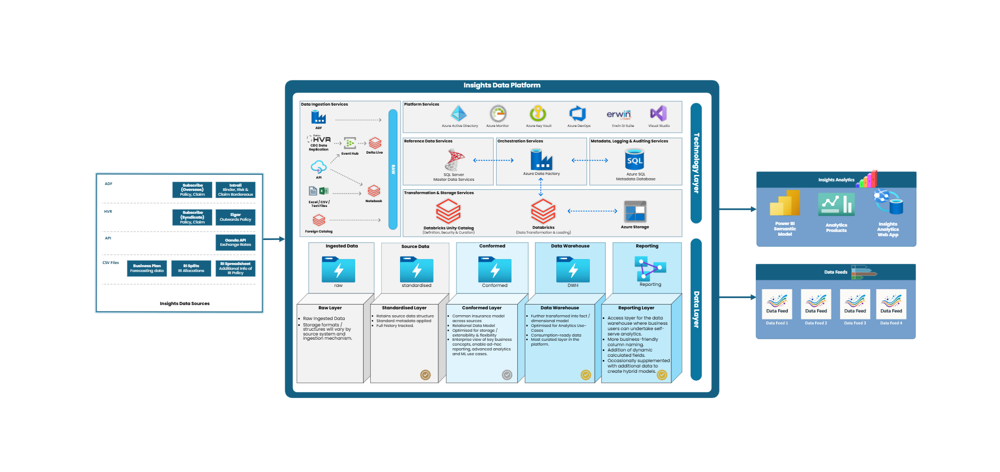 Insights Data Platform
ADF
Subscribe
(Overseas)
Policy, Claim
Intrali
Binder, Risk &
Claim Bordereaux
HVR
Subscribe
(Syndicate)
Policy, Claim
Elgar
Outwards Policy
API
Oanda API
Exchange Rates
CSV Files
Business Plan
Forecasting data
RI Splits
RI Allocations
RI Spreadsheet
Additional Info of
RI Policy
Insights Data Sources
Data Ingestion Services
ADF
HVR
CDC Data
Replication
Event Hub
Delta Live
API
Excel / CSV /
Text Files
Notebook
Foreign Catalog
RAW
Platform Services
Azure Active Directory
Azure Monitor
Azure Key Vault
Azure DevOps
erwin
by Quest
Erwin DI Suite
Visual Studio
Reference Data Services
SQL Server
Master Data Services
Orchestration Services
Azure Data Factory
Metadata, Logging & Auditing Services
SQL
Azure SQL
Metadata Database
Transformation & Storage Services
Databricks Unity Catalog
(Definition, Security & Curation)
Databricks
(Data Transformation & Loading)
Azure Storage
Technology Layer
Ingested Data
raw
Source Data
standardised
Conformed
Conformed
Data Warehouse
DWH
Reporting
Reporting
Raw Layer
• Raw Ingested Data
• Storage formats /
structures will vary by
source system and
ingestion mechanism.
Standardised Layer
• Retains source data structure
• Standard metadata applied
• Full history tracked.
Conformed Layer
• Common insurance model
across sources
• Relational Data Model
• Optimised for storage /
extensibility & flexibility
• Enterprise view of key business
concepts, enable ad-hoc
reporting, advanced analytics
and ML use cases.
Data Warehouse
• Further transformed into fact /
dimensional model
• Optimised for Analytics Use-
Cases
• Consumption-ready data
• Most curated layer in the
platform.
Reporting Layer
• Access layer for the data
warehouse where business
users can undertake self-
serve analytics.
• More business-friendly
column naming.
• Addition of dynamic
calculated fields.
• Occasionally supplemented
with additional data to
create hybrid models.
Data Layer
Insights Analytics
Power BI
Semantic
Model
Analytics
Products
Insights
Analytics
Web App
Data Feeds
Data Feed
Data Feed
Data Feed
Data Feed
Data Feed 1
Data Feed 2
Data Feed 3
Data Feed 4